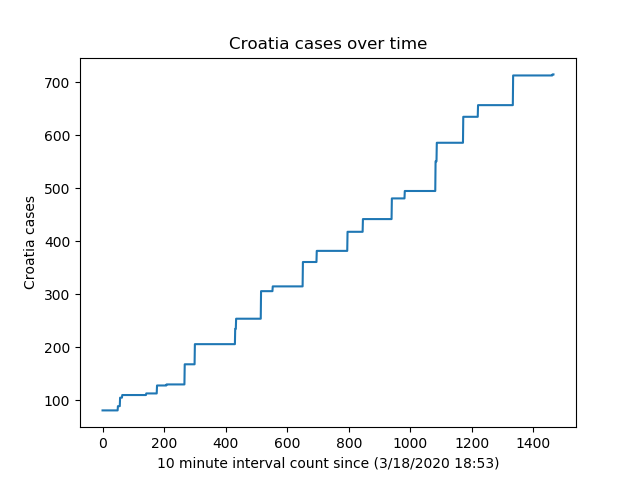 Croatia cases over time
Croatia cases
700
600
500
400
300
200
100
0 200 400 600 800 1000 1200 1400
10 minute interval count since (3/18/2020 18:53)